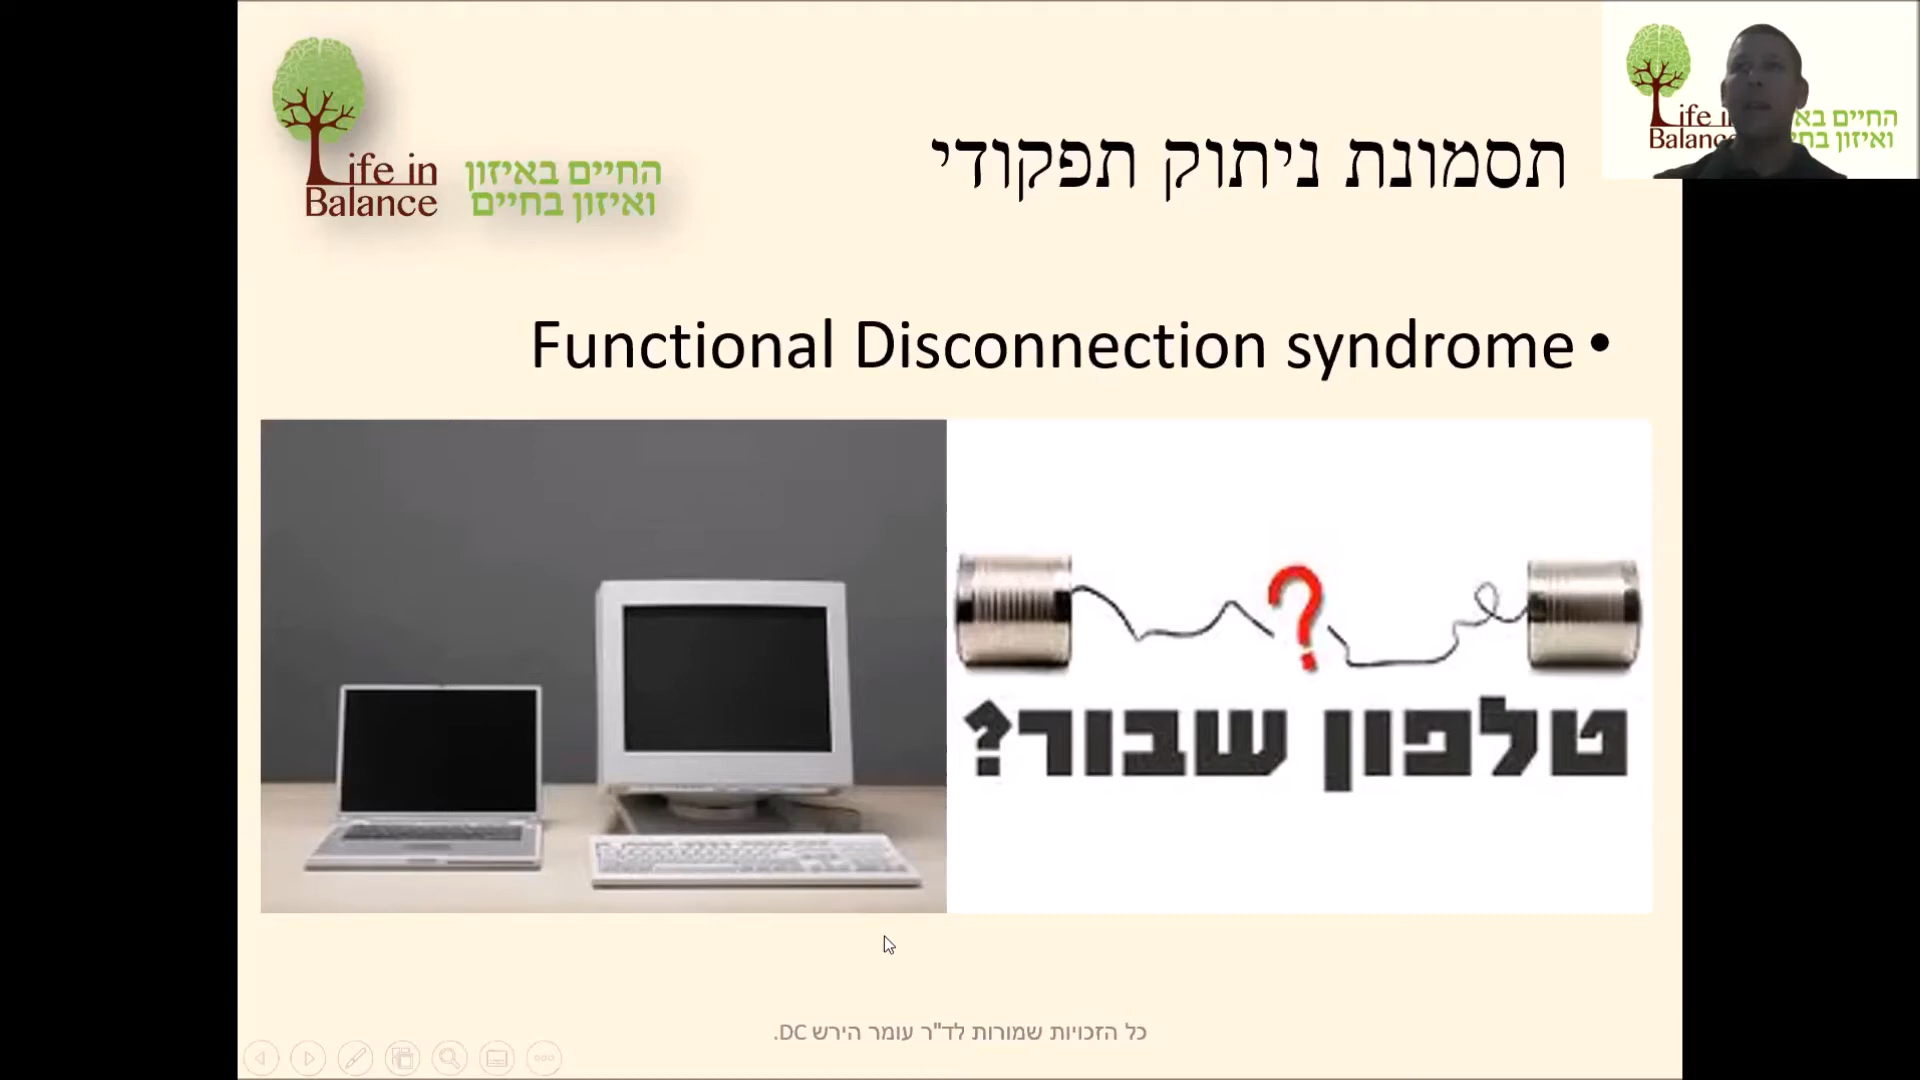 Life in
Balance
החיים באיזון
ואיזון בחיים
תסמונת ניתוק תפקודי
• Functional Disconnection syndrome
טלפון שבור?
כל הזכויות שמורות לד"ר עומר הירש DC.